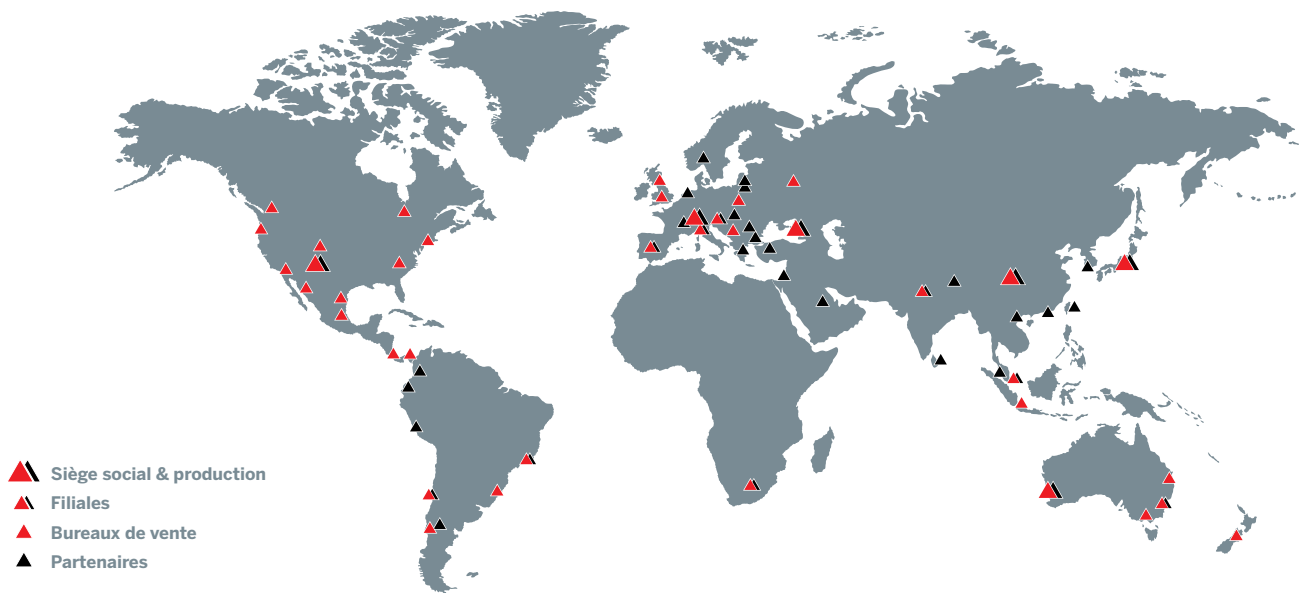 Siège social & production
Filiales
Bureaux de vente
Partenaires